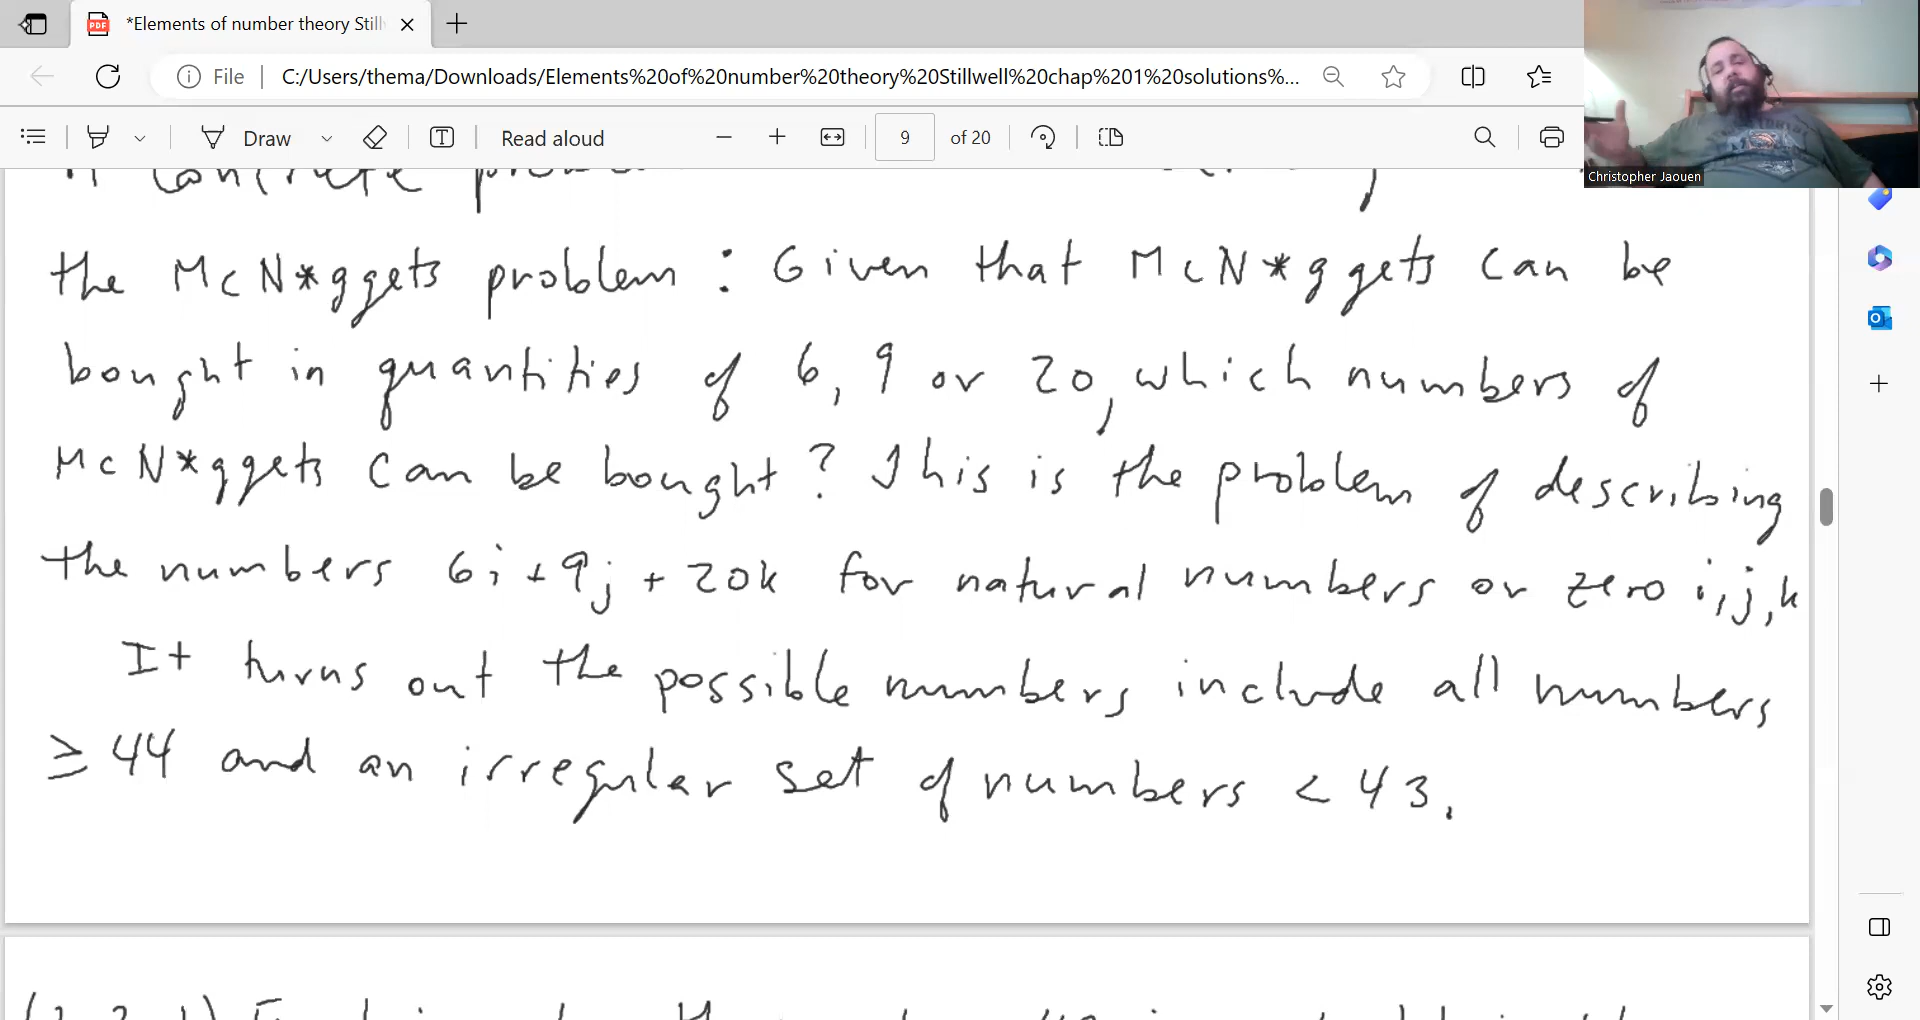 *Elements of number theory Still
File
C:/Users/thema/Downloads/Elements%20of%20number%20theory%20Stillwell%20chap%201%20solutions%...
Draw
Read aloud
9 of 20
Christopher Jaouen
A concrete
the McN*ggets problem: Given that McN*ggets can be
bought in quantities of 6, 9 or 20, which numbers of
McN*ggets can be bought? This is the problem of describing
the numbers 6i+9j+20k for natural numbers or zero i,j,k
It turns out the possible numbers include all numbers
≥ 44 and an irregular set of numbers < 43.